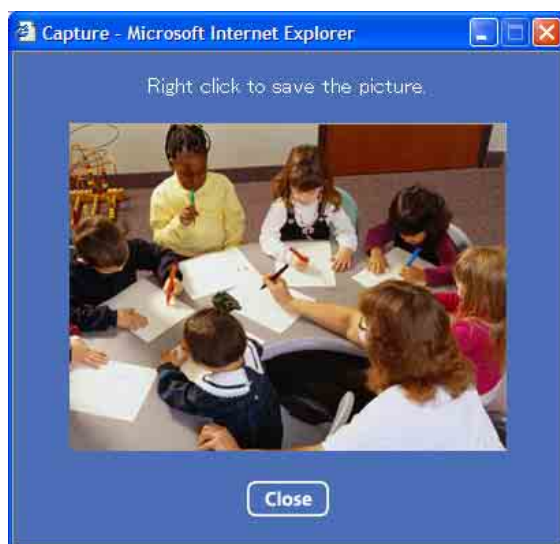 Capture - Microsoft Internet Explorer
Right click to save the picture.
Close